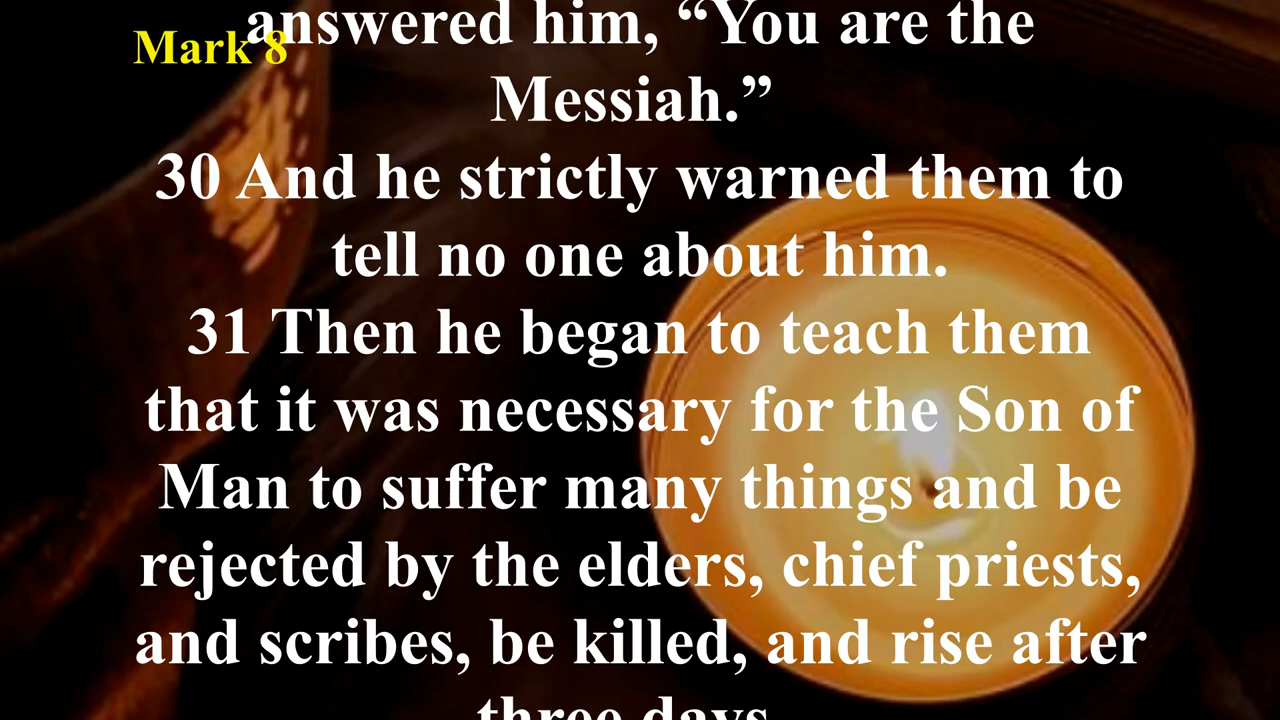 Mark 8
answered him, “You are the
Messiah.”
30 And he strictly warned them to
tell no one about him.
31 Then he began to teach them
that it was necessary for the Son of
Man to suffer many things and be
rejected by the elders, chief priests,
and scribes, be killed, and rise after
three days